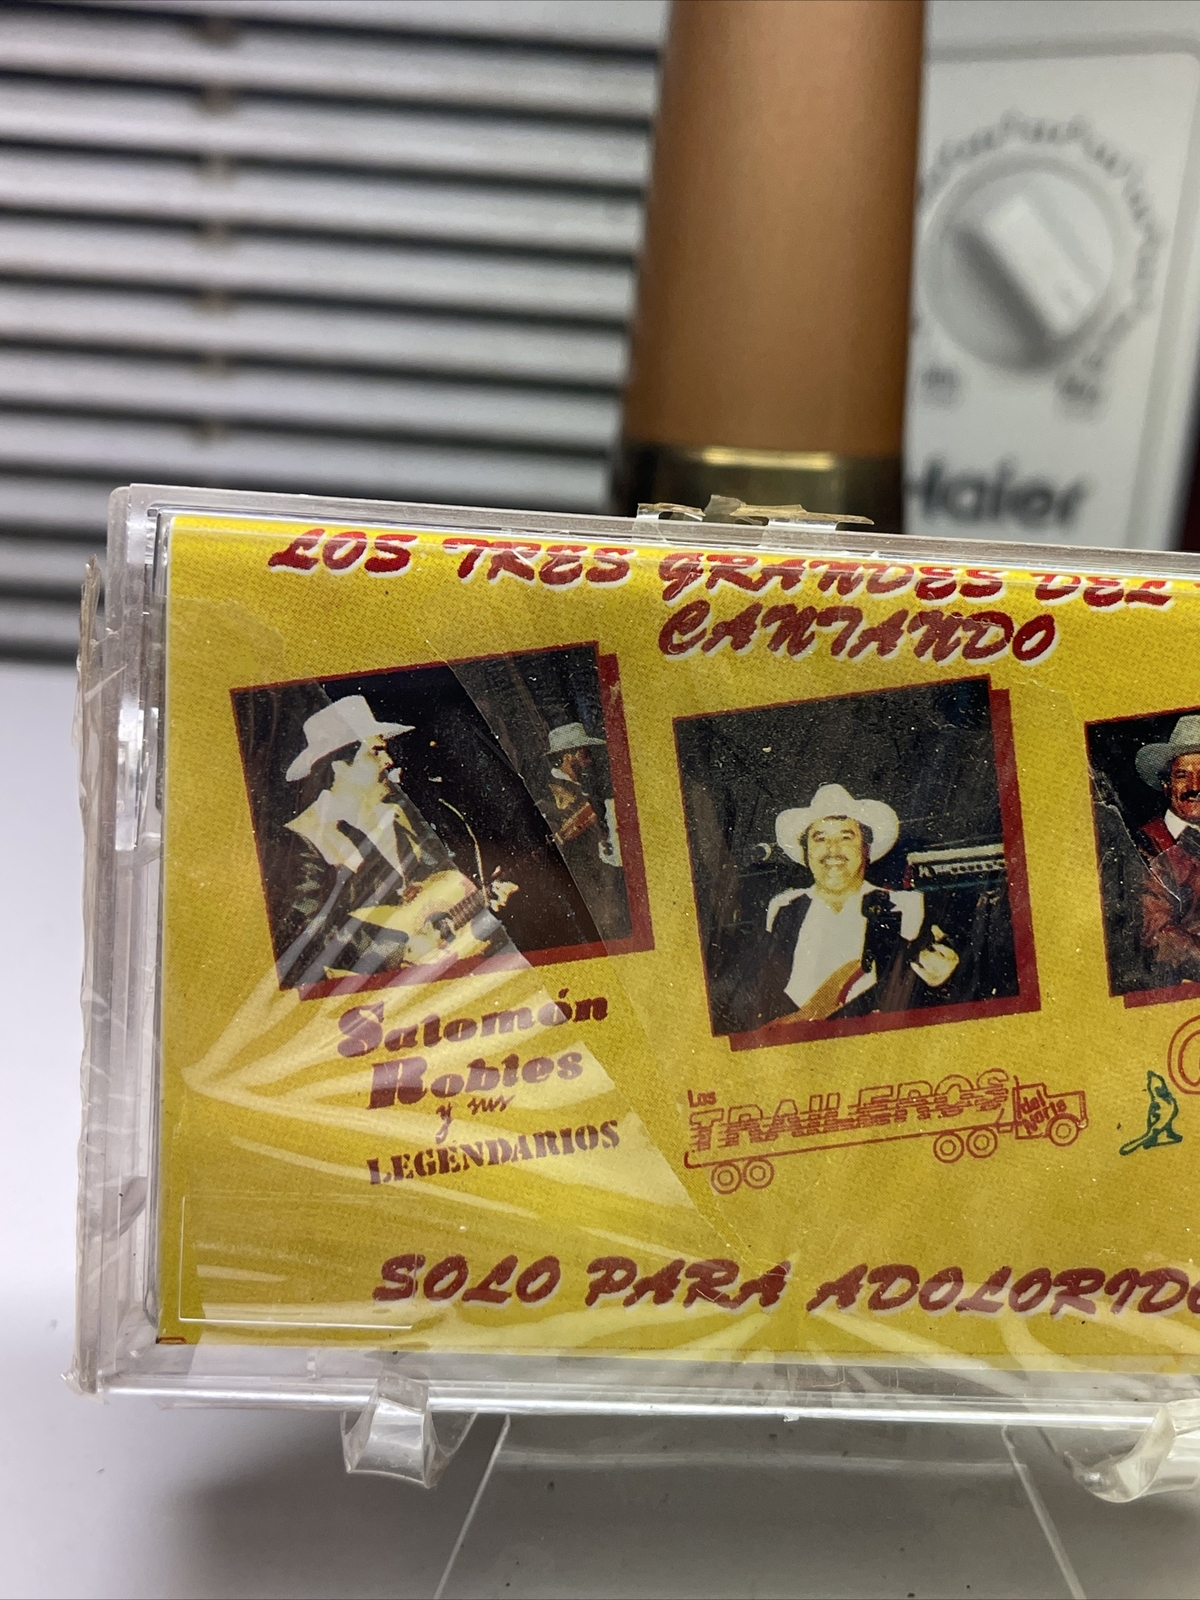 Haier
LOS TRES GRANDES DEL
CANTANDO
Salomón
Robles
y sus
LEGENDARIOS
Los
TRAILEROS
del
Norte
SOLO PARA ADOLORIDO